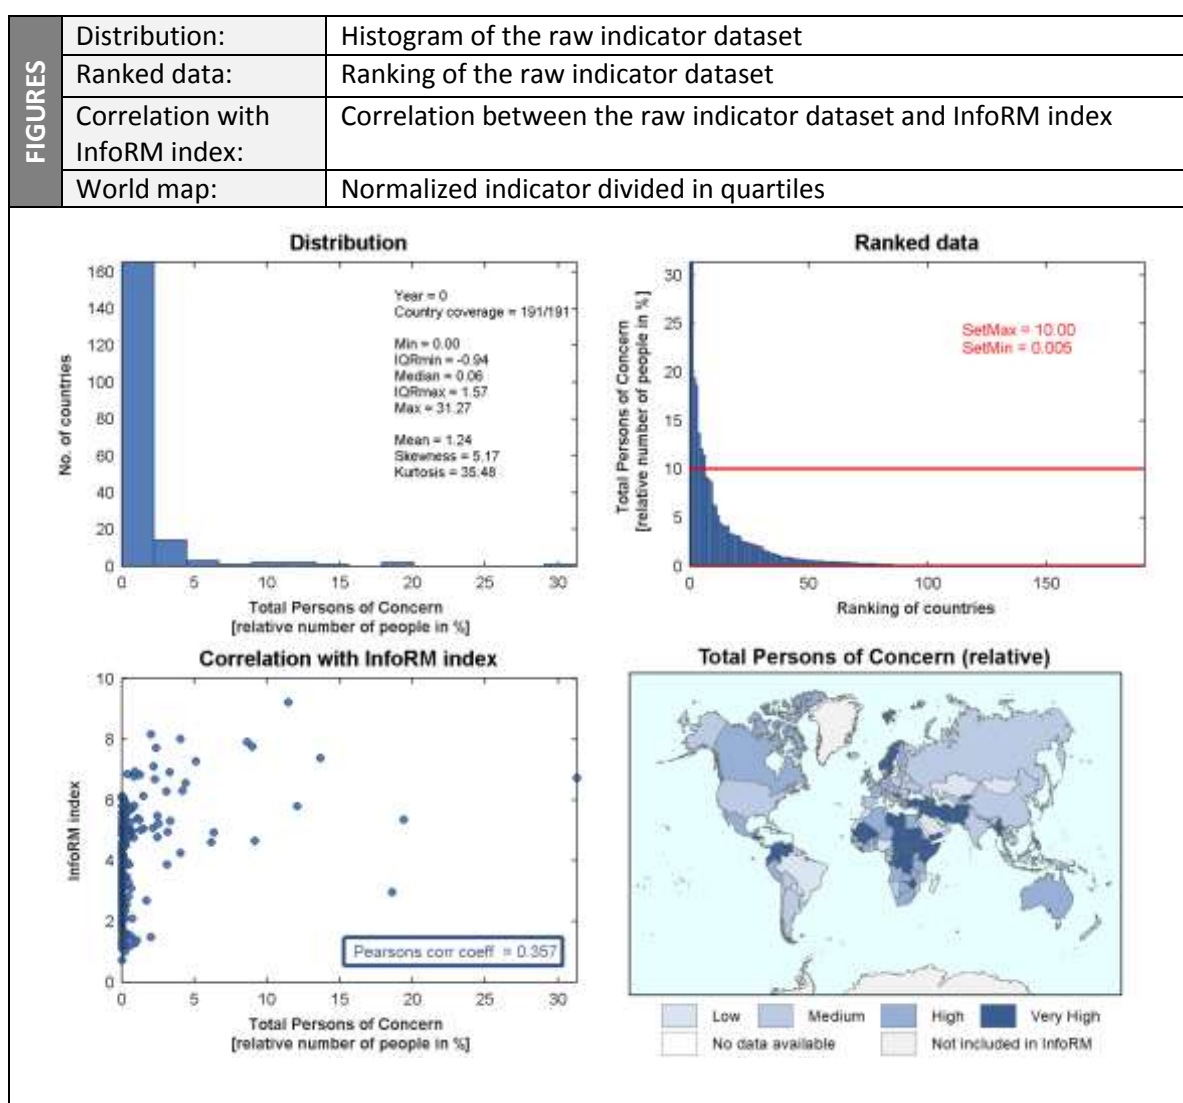 FIGURES
Distribution: Histogram of the raw indicator dataset
Ranked data: Ranking of the raw indicator dataset
Correlation with Correlation between the raw indicator dataset and InfoRM index
InfoRM index:
World map: Normalized indicator divided in quartiles
Distribution
160
140
120
100
80
60
40
20
0
No. of countries
Year = 0
Country coverage = 191/191
Min = 0.00
IQRmin = -0.94
Median = 0.06
IQRmax = 1.57
Max = 31.27
Mean = 1.24
Skewness = 5.17
Kurtosis = 35.48
0 5 10 15 20 25 30
Total Persons of Concern
[relative number of people in %]
Ranked data
30
25
20
15
10
5
0
Total Persons of Concern
[relative number of people in %]
SetMax = 10.00
SetMin = 0.005
0 50 100 150
Ranking of countries
Correlation with InfoRM index
10
8
6
4
2
0
InfoRM index
Pearsons corr coeff = 0.357
0 5 10 15 20 25 30
Total Persons of Concern
[relative number of people in %]
Total Persons of Concern (relative)
Low Medium High Very High
No data available Not included in InfoRM